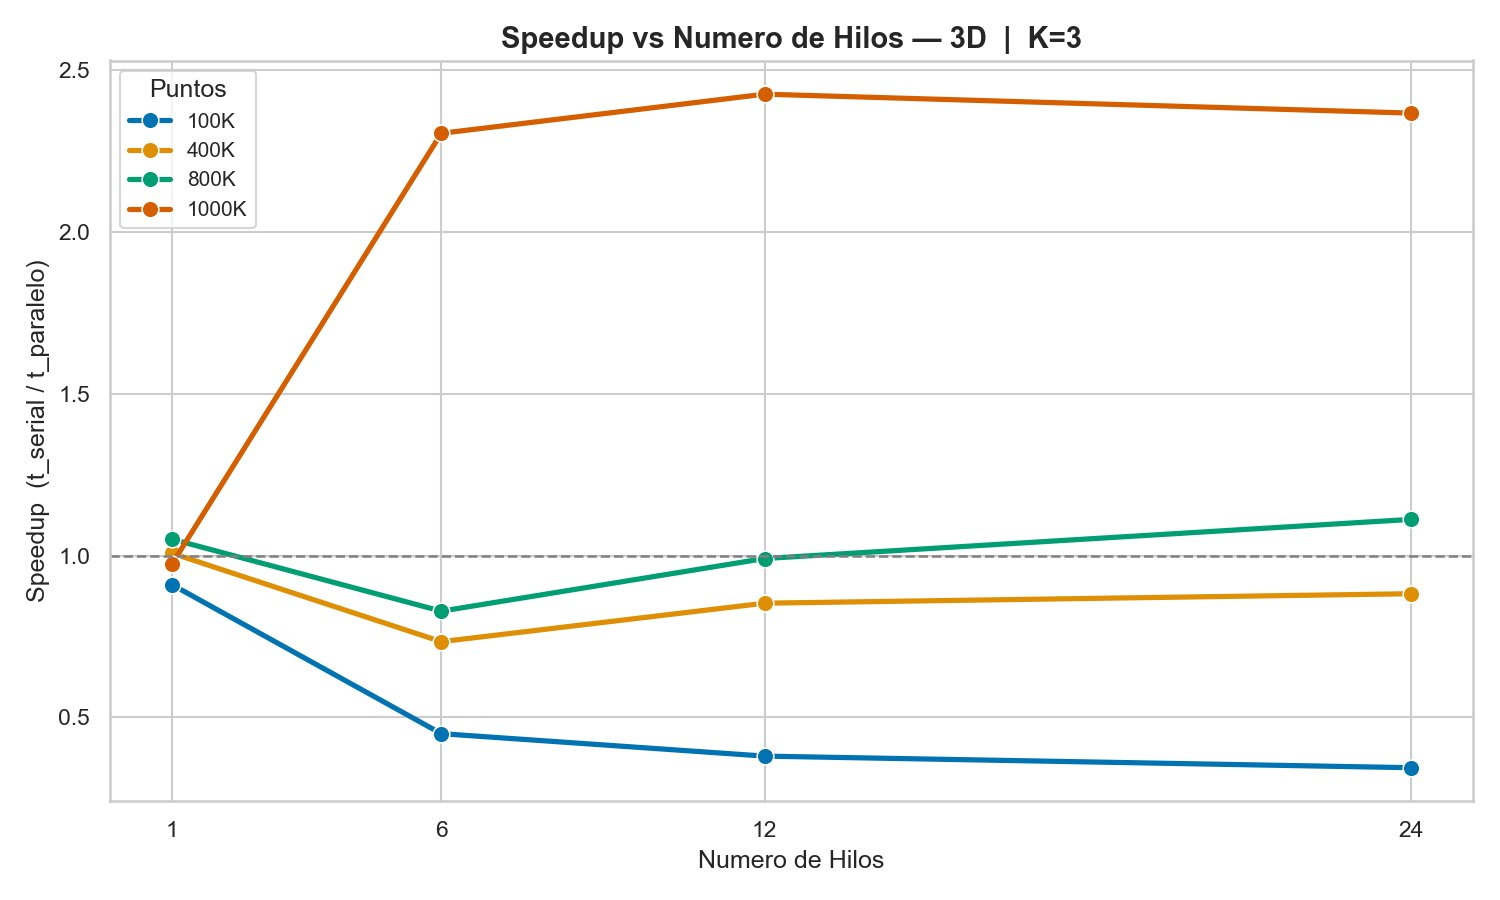 Speedup vs Numero de Hilos — 3D | K=3
2.5
2.0
1.5
1.0
0.5
Speedup (t_serial / t_paralelo)
Puntos
100K
400K
800K
1000K
1
6
12
24
Numero de Hilos